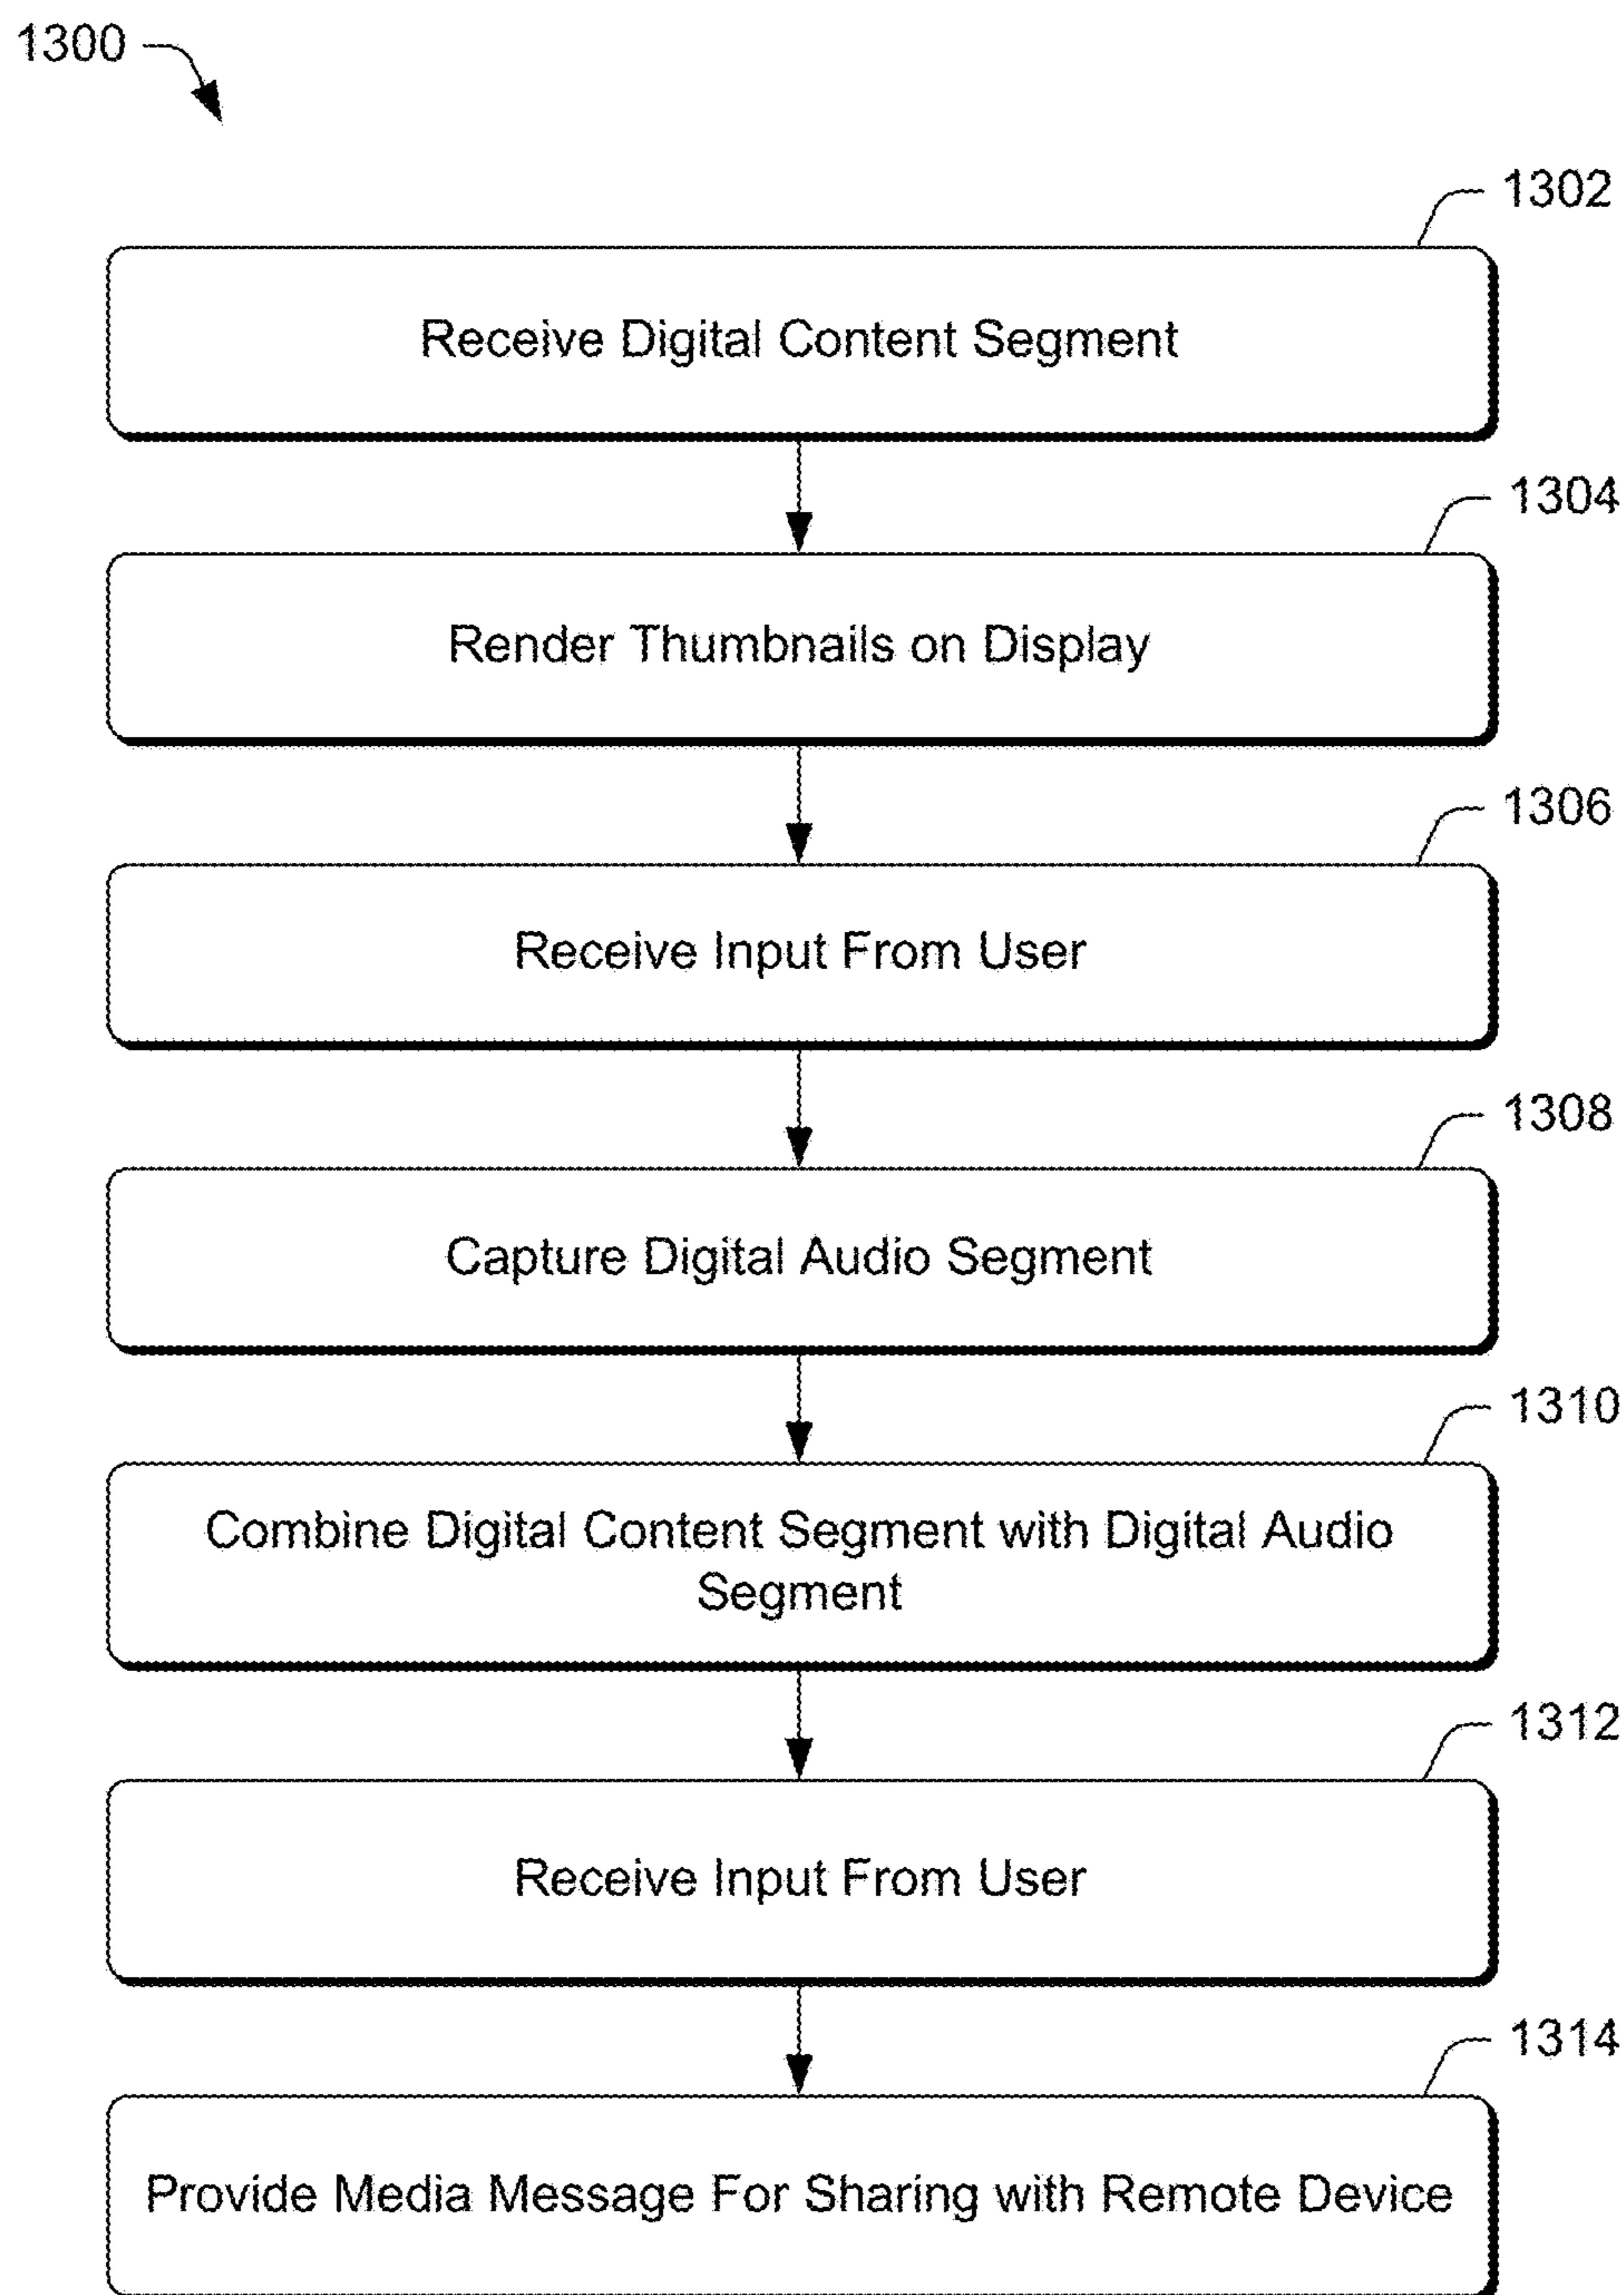 1300
1302
Receive Digital Content Segment
1304
Render Thumbnails on Display
1306
Receive Input From User
1308
Capture Digital Audio Segment
1310
Combine Digital Content Segment with Digital Audio
Segment
1312
Receive Input From User
1314
Provide Media Message For Sharing with Remote Device